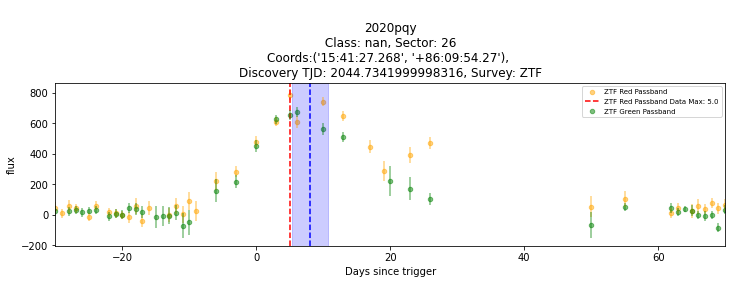 2020pqy
Class: nan, Sector: 26
Coords:('15:41:27.268', '+86:09:54.27'),
Discovery TJD: 2044.7341999998316, Survey: ZTF
800
600
400
200
0
−200
flux
ZTF Red Passband
ZTF Red Passband Data Max: 5.0
ZTF Green Passband
−20
0
20
40
60
Days since trigger